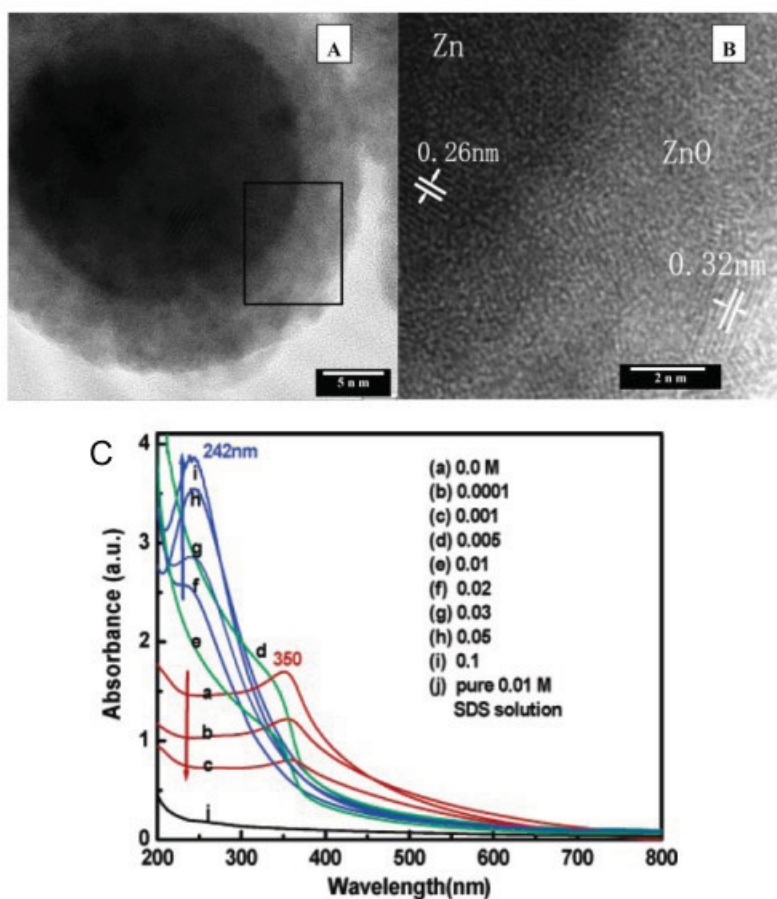 A
5 nm
Zn
B
0.26nm
ZnO
0.32nm
2 nm
C
Absorbance (a.u.)
4
3
2
1
0
242nm
i
h
g
f
e
d
350
a
b
c
j
(a) 0.0 M
(b) 0.0001
(c) 0.001
(d) 0.005
(e) 0.01
(f) 0.02
(g) 0.03
(h) 0.05
(i) 0.1
(j) pure 0.01 M
SDS solution
200 300 400 500 600 700 800
Wavelength(nm)